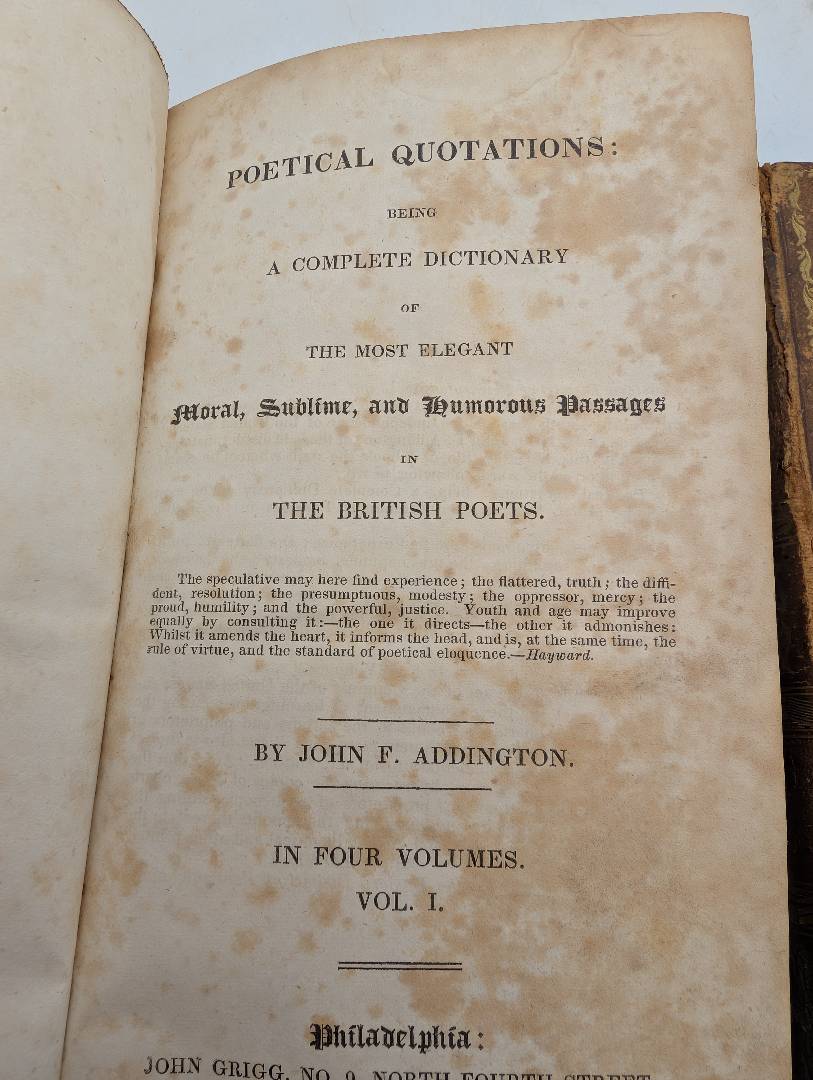 POETICAL QUOTATIONS:
BEING
A COMPLETE DICTIONARY
OF
THE MOST ELEGANT
Moral, Sublime, and Humorous Passages
IN
THE BRITISH POETS.
The speculative may here find experience; the flattered, truth; the diffi-
dent, resolution; the presumptuous, modesty; the oppressor, mercy; the
proud, humility; and the powerful, justice. Youth and age may improve
equally by consulting it:—the one it directs—the other it admonishes:
Whilst it amends the heart, it informs the head, and is, at the same time, the
rule of virtue, and the standard of poetical eloquence.—Hayward.
BY JOHN F. ADDINGTON.
IN FOUR VOLUMES.
VOL. I.
Philadelphia:
JOHN GRIGG, NO. 9, NORTH FOURTH STREET